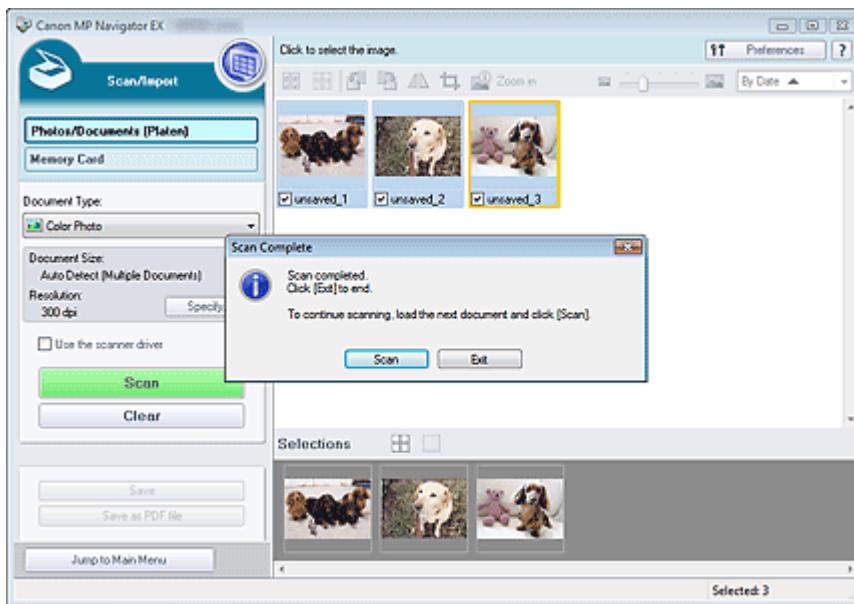 Canon MP Navigator EX
Scan/Import
Photos/Documents (Platen)
Memory Card
Document Type:
Color Photo
Document Size:
Auto Detect (Multiple Documents)
Resolution:
300 dpi
Specify
Use the scanner driver
Scan
Clear
Save
Save as PDF file
Jump to Main Menu
Click to select the image.
Preferences
?
Zoom in
By Date
unsaved_1
unsaved_2
unsaved_3
Scan Complete
Scan completed.
Click [Exit] to end.
To continue scanning, load the next document and click [Scan].
Scan
Exit
Selections
Selected: 3